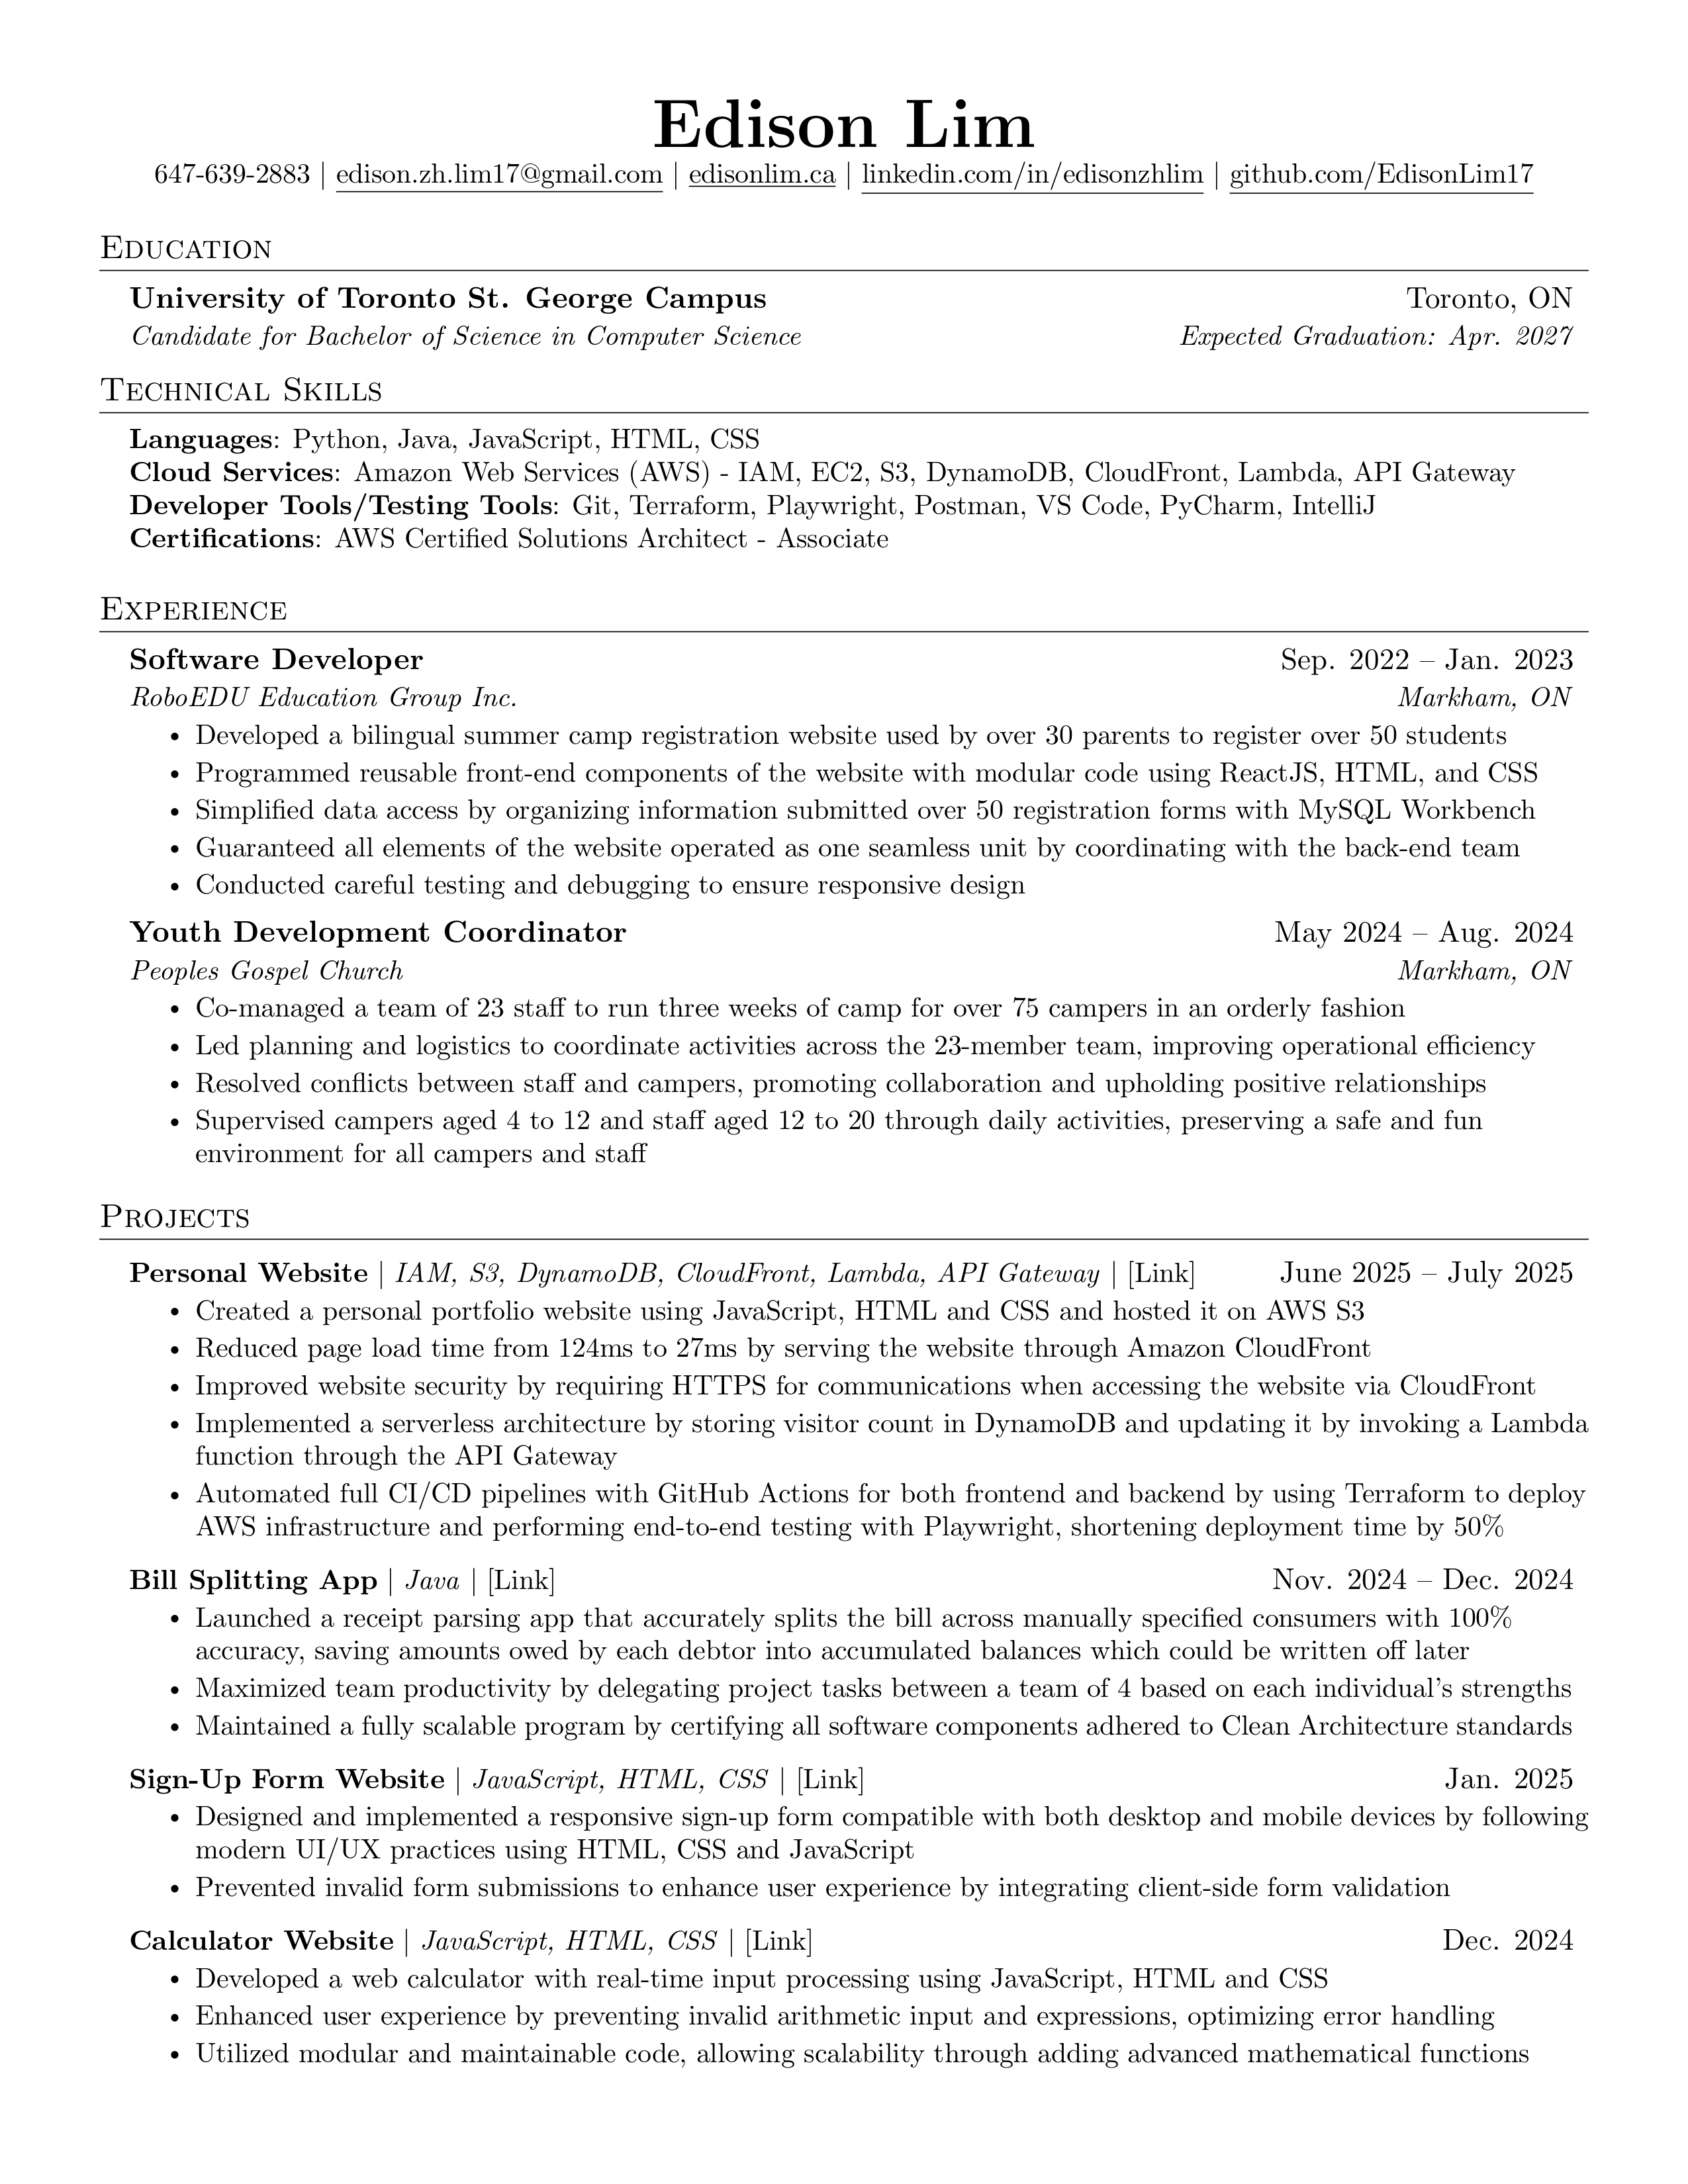 Edison Lim
647-639-2883 | edison.zh.lim17@gmail.com | edisonlim.ca | linkedin.com/in/edisonzhlim | github.com/EdisonLim17
Education
University of Toronto St. George Campus Toronto, ON
Candidate for Bachelor of Science in Computer Science Expected Graduation: Apr. 2027
Technical Skills
Languages: Python, Java, JavaScript, HTML, CSS
Cloud Services: Amazon Web Services (AWS) - IAM, EC2, S3, DynamoDB, CloudFront, Lambda, API Gateway
Developer Tools/Testing Tools: Git, Terraform, Playwright, Postman, VS Code, PyCharm, IntelliJ
Certifications: AWS Certified Solutions Architect - Associate
Experience
Software Developer Sep. 2022 – Jan. 2023
RoboEDU Education Group Inc. Markham, ON
• Developed a bilingual summer camp registration website used by over 30 parents to register over 50 students
• Programmed reusable front-end components of the website with modular code using ReactJS, HTML, and CSS
• Simplified data access by organizing information submitted over 50 registration forms with MySQL Workbench
• Guaranteed all elements of the website operated as one seamless unit by coordinating with the back-end team
• Conducted careful testing and debugging to ensure responsive design
Youth Development Coordinator May 2024 – Aug. 2024
Peoples Gospel Church Markham, ON
• Co-managed a team of 23 staff to run three weeks of camp for over 75 campers in an orderly fashion
• Led planning and logistics to coordinate activities across the 23-member team, improving operational efficiency
• Resolved conflicts between staff and campers, promoting collaboration and upholding positive relationships
• Supervised campers aged 4 to 12 and staff aged 12 to 20 through daily activities, preserving a safe and fun
environment for all campers and staff
Projects
Personal Website | IAM, S3, DynamoDB, CloudFront, Lambda, API Gateway | [Link] June 2025 – July 2025
• Created a personal portfolio website using JavaScript, HTML and CSS and hosted it on AWS S3
• Reduced page load time from 124ms to 27ms by serving the website through Amazon CloudFront
• Improved website security by requiring HTTPS for communications when accessing the website via CloudFront
• Implemented a serverless architecture by storing visitor count in DynamoDB and updating it by invoking a Lambda
function through the API Gateway
• Automated full CI/CD pipelines with GitHub Actions for both frontend and backend by using Terraform to deploy
AWS infrastructure and performing end-to-end testing with Playwright, shortening deployment time by 50%
Bill Splitting App | Java | [Link] Nov. 2024 – Dec. 2024
• Launched a receipt parsing app that accurately splits the bill across manually specified consumers with 100%
accuracy, saving amounts owed by each debtor into accumulated balances which could be written off later
• Maximized team productivity by delegating project tasks between a team of 4 based on each individual's strengths
• Maintained a fully scalable program by certifying all software components adhered to Clean Architecture standards
Sign-Up Form Website | JavaScript, HTML, CSS | [Link] Jan. 2025
• Designed and implemented a responsive sign-up form compatible with both desktop and mobile devices by following
modern UI/UX practices using HTML, CSS and JavaScript
• Prevented invalid form submissions to enhance user experience by integrating client-side form validation
Calculator Website | JavaScript, HTML, CSS | [Link] Dec. 2024
• Developed a web calculator with real-time input processing using JavaScript, HTML and CSS
• Enhanced user experience by preventing invalid arithmetic input and expressions, optimizing error handling
• Utilized modular and maintainable code, allowing scalability through adding advanced mathematical functions